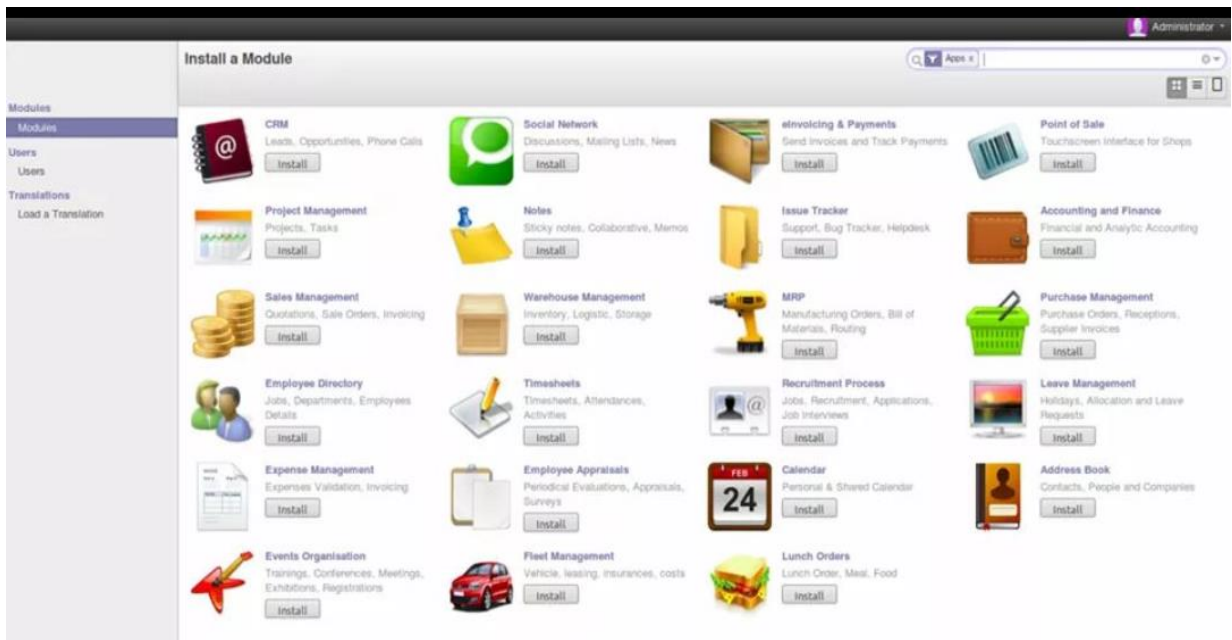 Administrator
Install a Module
Apps x
Modules
Modules
Users
Users
Translations
Load a Translation
CRM
Leads, Opportunities, Phone Calls
Install
Social Network
Discussions, Mailing Lists, News
Install
eInvoicing & Payments
Send Invoices and Track Payments
Install
Point of Sale
Touchscreen Interface for Shops
Install
Project Management
Projects, Tasks
Install
Notes
Sticky notes, Collaborative, Memos
Install
Issue Tracker
Support, Bug Tracker, Helpdesk
Install
Accounting and Finance
Financial and Analytic Accounting
Install
Sales Management
Quotations, Sale Orders, Invoicing
Install
Warehouse Management
Inventory, Logistic, Storage
Install
MRP
Manufacturing Orders, Bill of
Materials, Routing
Install
Purchase Management
Purchase Orders, Receptions,
Supplier Invoices
Install
Employee Directory
Jobs, Departments, Employees
Details
Install
Timesheets
Timesheets, Attendances,
Activities
Install
Recruitment Process
Jobs, Recruitment, Applications,
Job Interviews
Install
Leave Management
Holidays, Allocation and Leave
Requests
Install
Expense Management
Expenses Validation, Invoicing
Install
Employee Appraisals
Periodical Evaluations, Appraisals,
Surveys
Install
FEB
24
Calendar
Personal & Shared Calendar
Install
Address Book
Contacts, People and Companies
Install
Events Organisation
Trainings, Conferences, Meetings,
Exhibitions, Registrations
Install
Fleet Management
Vehicle, leasing, insurances, costs
Install
Lunch Orders
Lunch Order, Meal, Food
Install